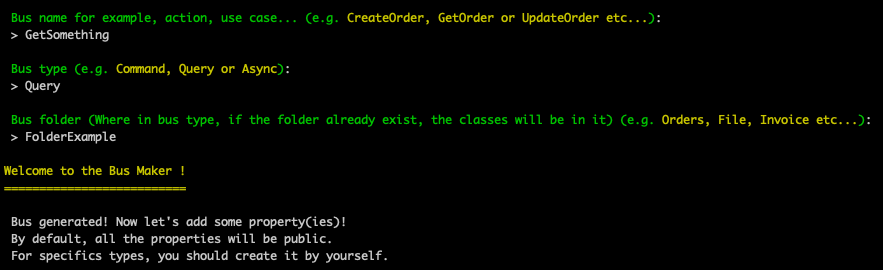 Bus name for example, action, use case... (e.g. CreateOrder, GetOrder or UpdateOrder etc...):
> GetSomething
Bus type (e.g. Command, Query or Async):
> Query
Bus folder (Where in bus type, if the folder already exist, the classes will be in it) (e.g. Orders, File, Invoice etc...):
> FolderExample
Welcome to the Bus Maker !
==========================
Bus generated! Now let's add some property(ies)!
By default, all the properties will be public.
For specifics types, you should create it by yourself.